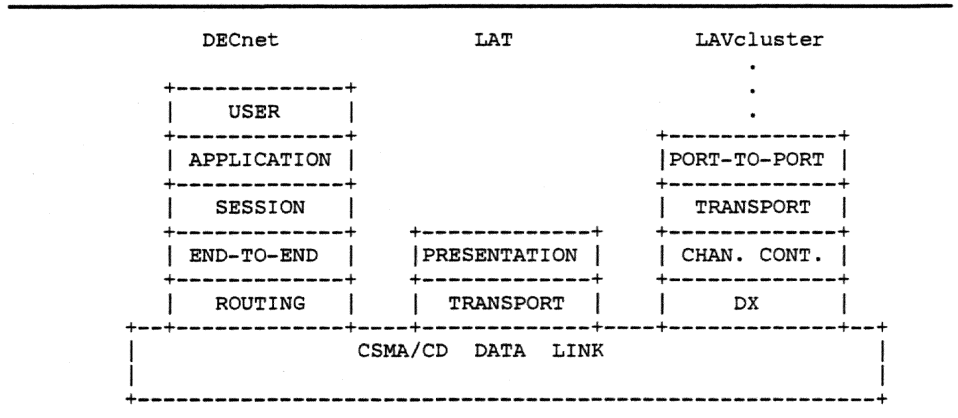 DECnet LAT LAVcluster
.
.
.
+--------------+
| USER |
+--------------+ +--------------+
| APPLICATION | |PORT-TO-PORT |
+--------------+ +--------------+
| SESSION | | TRANSPORT |
+--------------+ +--------------+ +--------------+
| END-TO-END | |PRESENTATION | | CHAN. CONT. |
+--------------+ +--------------+ +--------------+
| ROUTING | | TRANSPORT | | DX |
+--+--------------+----+--------------+----+--------------+--+
| CSMA/CD DATA LINK |
| |
+------------------------------------------------------------+